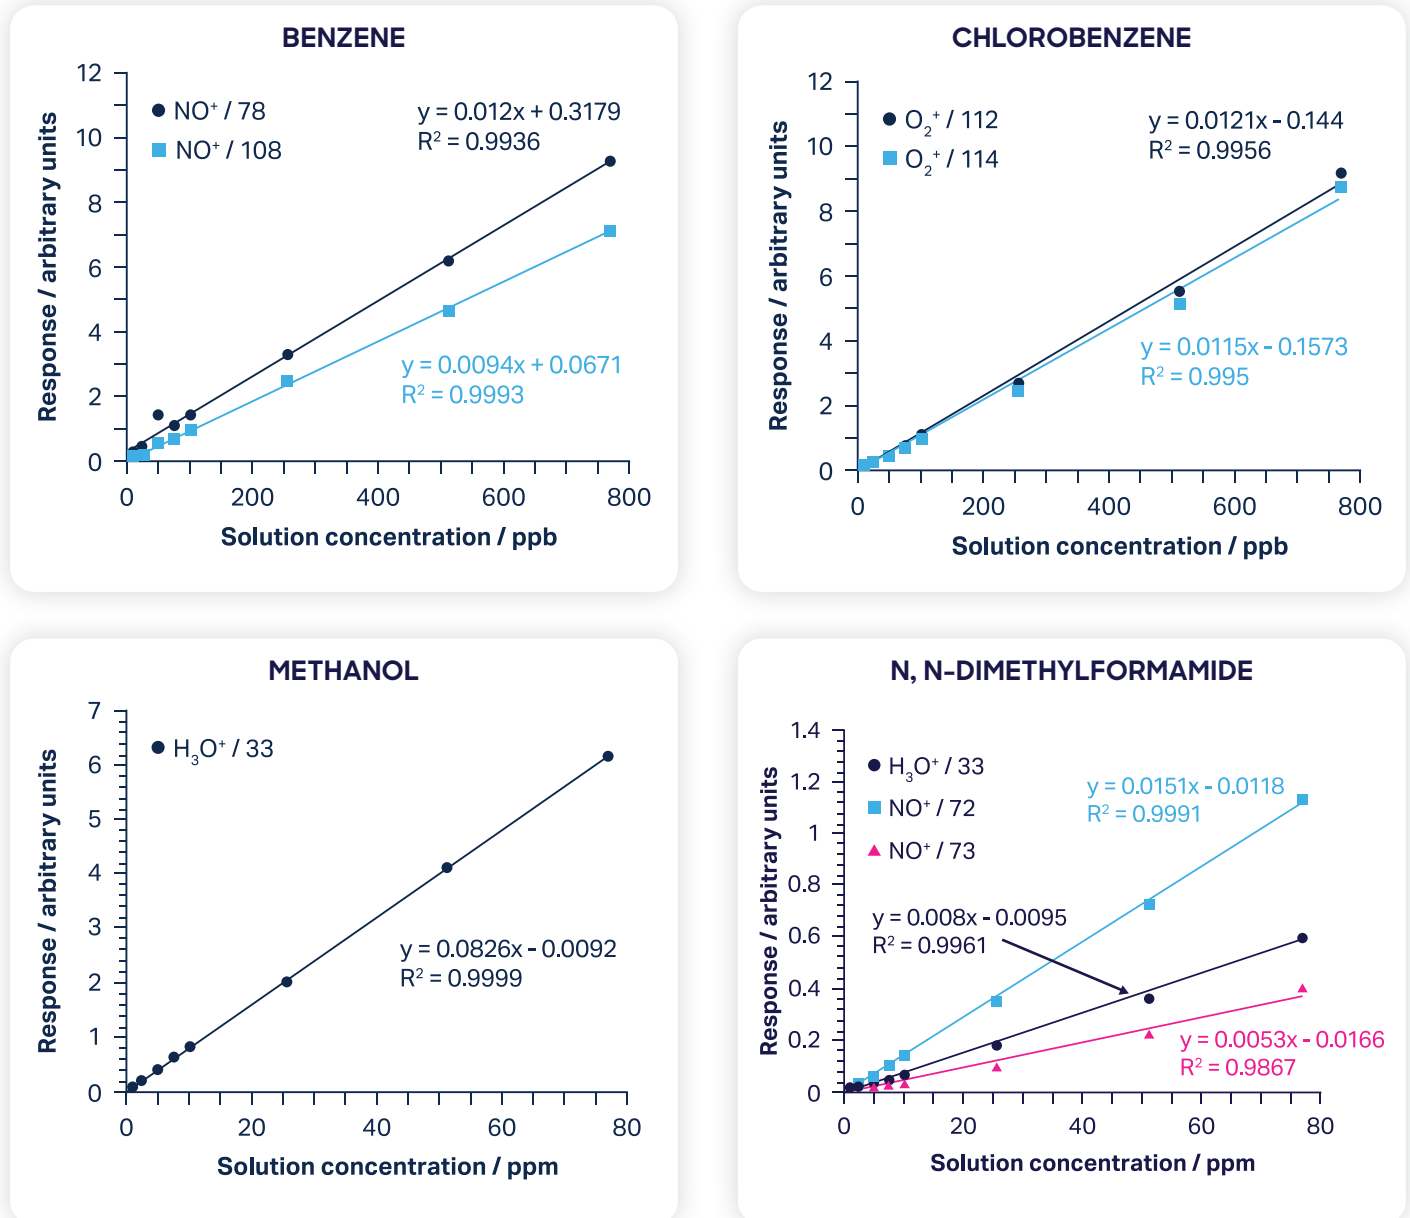 BENZENE
12
10
8
6
4
2
0
Response / arbitrary units
NO⁺ / 78
NO⁺ / 108
y = 0.012x + 0.3179
R² = 0.9936
y = 0.0094x + 0.0671
R² = 0.9993
0 200 400 600 800
Solution concentration / ppb
CHLOROBENZENE
12
10
8
6
4
2
0
Response / arbitrary units
O₂⁺ / 112
O₂⁺ / 114
y = 0.0121x - 0.144
R² = 0.9956
y = 0.0115x - 0.1573
R² = 0.995
0 200 400 600 800
Solution concentration / ppb
METHANOL
7
6
5
4
3
2
1
0
Response / arbitrary units
H₃O⁺ / 33
y = 0.0826x - 0.0092
R² = 0.9999
0 20 40 60 80
Solution concentration / ppm
N, N-DIMETHYLFORMAMIDE
1.4
1.2
1
0.8
0.6
0.4
0.2
0
Response / arbitrary units
H₃O⁺ / 33
NO⁺ / 72
NO⁺ / 73
y = 0.0151x - 0.0118
R² = 0.9991
y = 0.008x - 0.0095
R² = 0.9961
y = 0.0053x - 0.0166
R² = 0.9867
0 20 40 60 80
Solution concentration / ppm